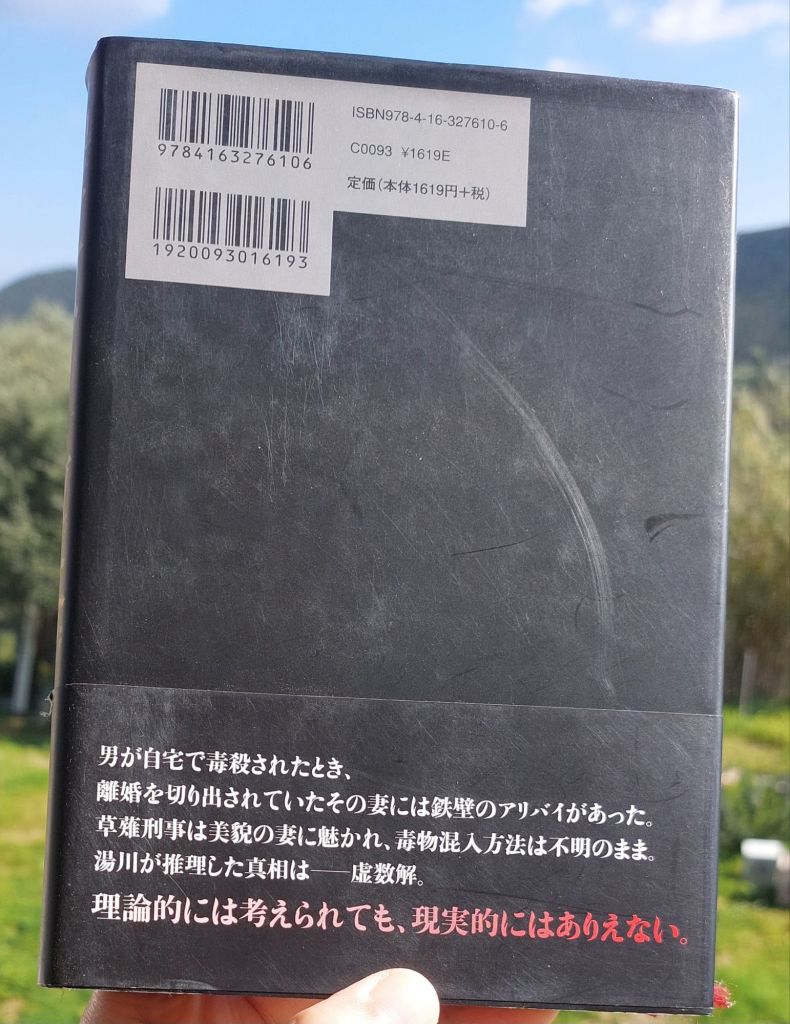 ISBN978-4-16-327610-6
9784163276106
C0093 ¥1619E
定価(本体1619円+税)
1920093016193
男が自宅で毒殺されたとき、
離婚を切り出されていたその妻には鉄壁のアリバイがあった。
草薙刑事は美貌の妻に魅かれ、毒物混入方法は不明のまま。
湯川が推理した真相は──虚数解。
理論的には考えられても、現実的にはありえない。